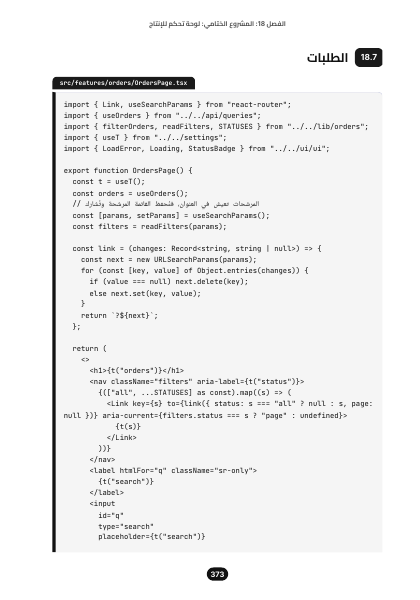 الفصل 18: المشروع الختامي: لوحة تحكم للإنتاج
18.7 الطلبات
src/features/orders/OrdersPage.tsx
import { Link, useSearchParams } from "react-router";
import { useOrders } from "../../api/queries";
import { filterOrders, readFilters, STATUSES } from "../../lib/orders";
import { useT } from "../../settings";
import { LoadError, Loading, StatusBadge } from "../../ui/ui";
export function OrdersPage() {
const t = useT();
const orders = useOrders();
// المرشحات تعيش في العنوان، فتُحفظ القائمة المرشحة وتُشارك
const [params, setParams] = useSearchParams();
const filters = readFilters(params);
const link = (changes: Record<string, string | null>) => {
const next = new URLSearchParams(params);
for (const [key, value] of Object.entries(changes)) {
if (value === null) next.delete(key);
else next.set(key, value);
}
return `?${next}`;
};
return (
<>
<h1>{t("orders")}</h1>
<nav className="filters" aria-label={t("status")}>
{(["all", ...STATUSES] as const).map((s) => (
<Link key={s} to={link({ status: s === "all" ? null : s, page:
null })} aria-current={filters.status === s ? "page" : undefined}>
{t(s)}
</Link>
))}
</nav>
<label htmlFor="q" className="sr-only">
{t("search")}
</label>
<input
id="q"
type="search"
placeholder={t("search")}
373